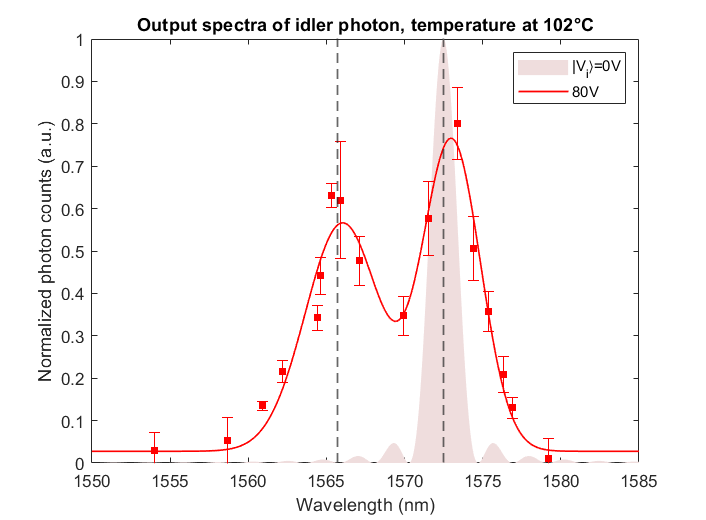 Output spectra of idler photon, temperature at 102°C
|V_i⟩=0V
80V
Normalized photon counts (a.u.)
1
0.9
0.8
0.7
0.6
0.5
0.4
0.3
0.2
0.1
0
1550 1555 1560 1565 1570 1575 1580 1585
Wavelength (nm)